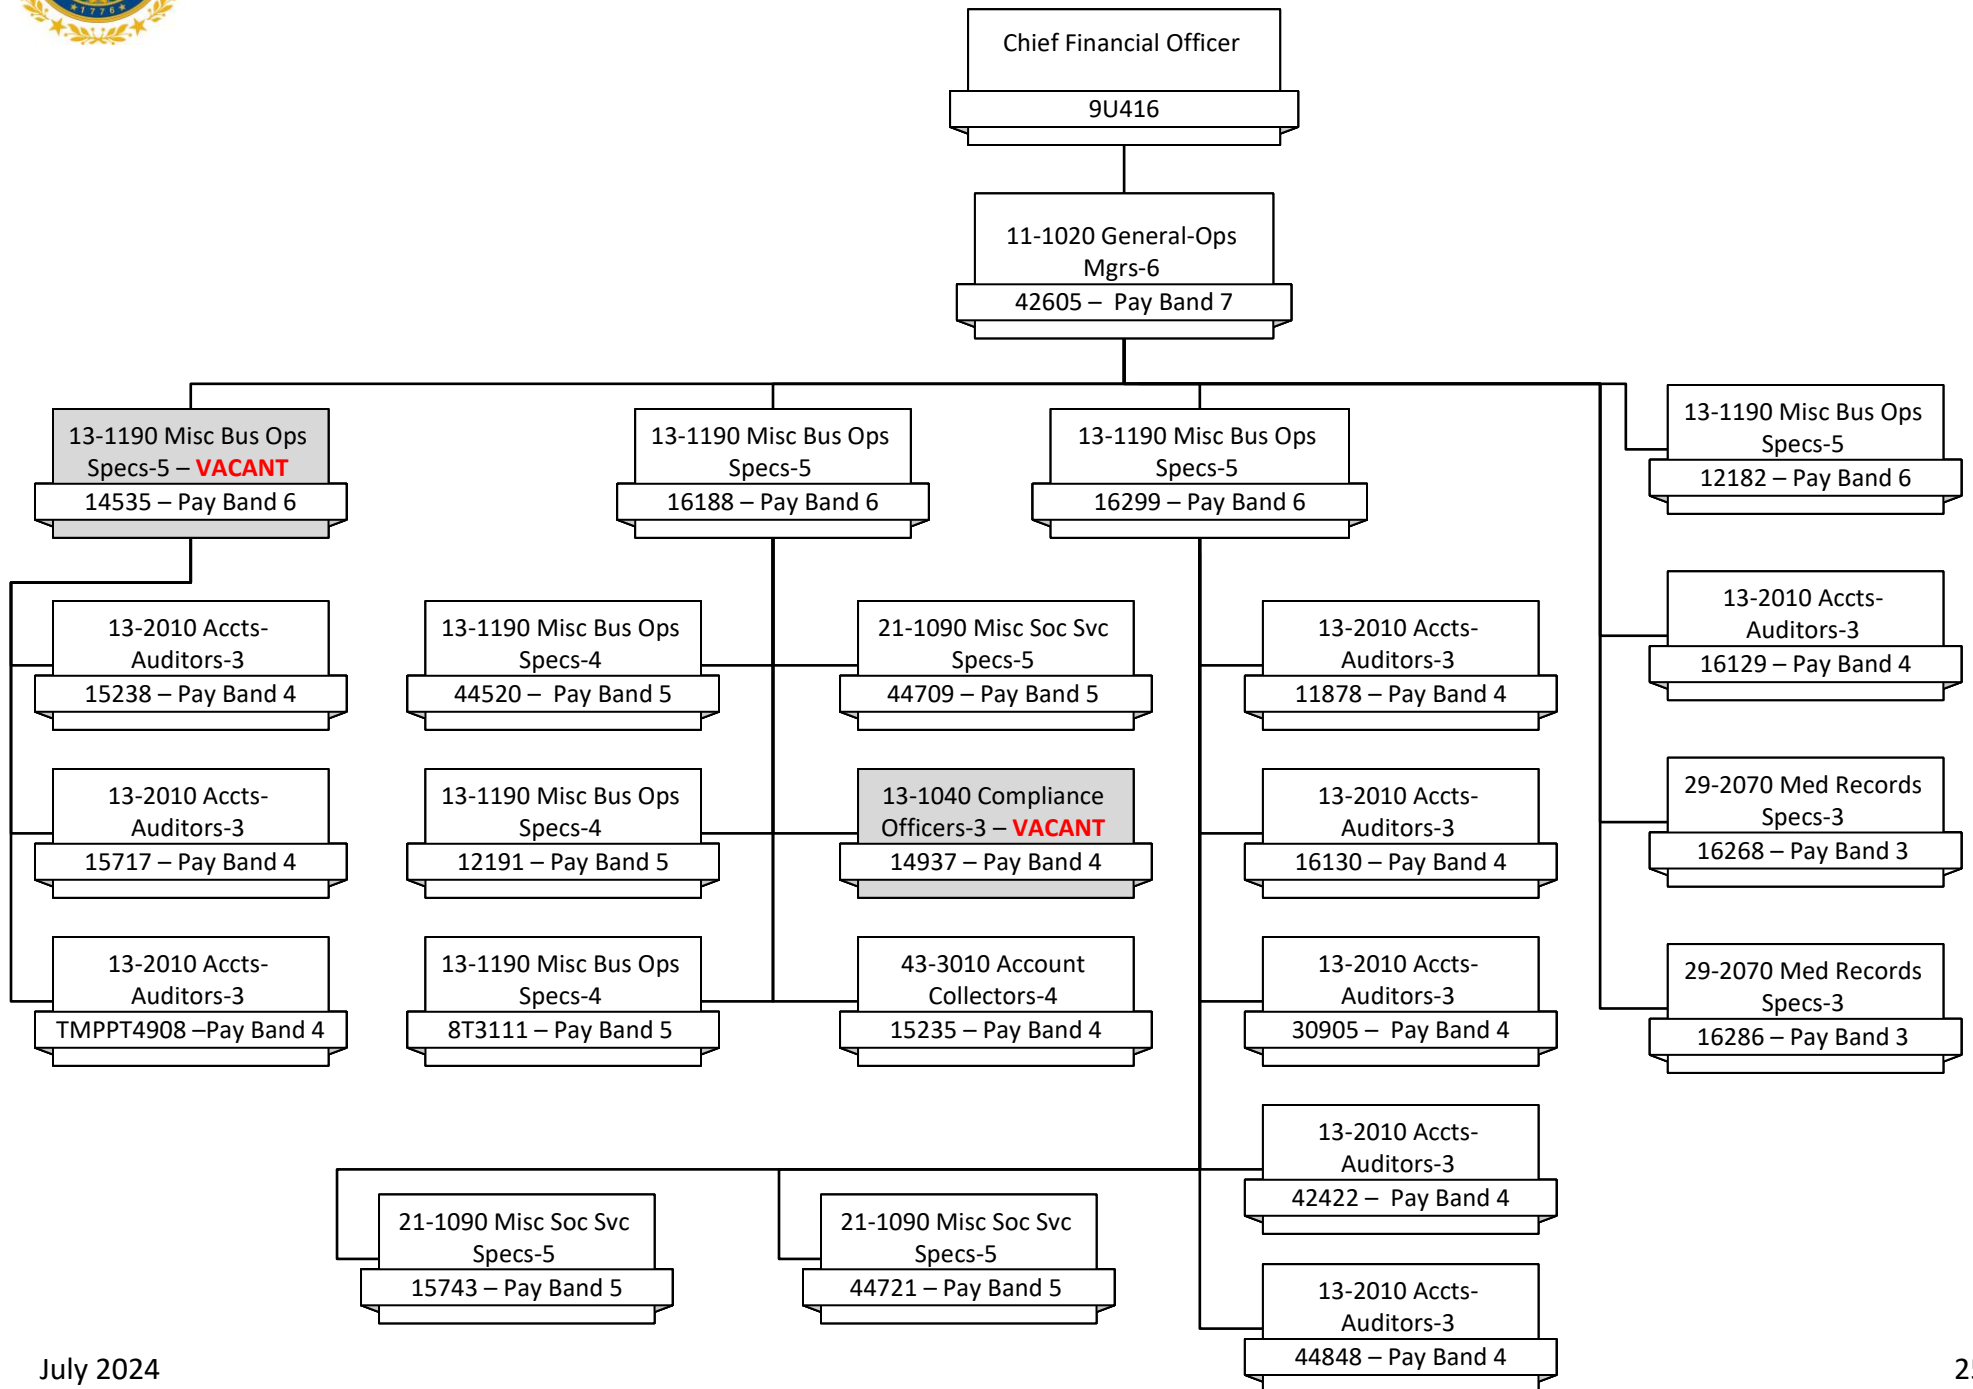 1776
Chief Financial Officer
9U416
11-1020 General-Ops
Mgrs-6
42605 – Pay Band 7
13-1190 Misc Bus Ops
Specs-5 – VACANT
14535 – Pay Band 6
13-1190 Misc Bus Ops
Specs-5
16188 – Pay Band 6
13-1190 Misc Bus Ops
Specs-5
16299 – Pay Band 6
13-1190 Misc Bus Ops
Specs-5
12182 – Pay Band 6
13-2010 Accts-
Auditors-3
15238 – Pay Band 4
13-1190 Misc Bus Ops
Specs-4
44520 – Pay Band 5
21-1090 Misc Soc Svc
Specs-5
44709 – Pay Band 5
13-2010 Accts-
Auditors-3
11878 – Pay Band 4
13-2010 Accts-
Auditors-3
16129 – Pay Band 4
13-2010 Accts-
Auditors-3
15717 – Pay Band 4
13-1190 Misc Bus Ops
Specs-4
12191 – Pay Band 5
13-1040 Compliance
Officers-3 – VACANT
14937 – Pay Band 4
13-2010 Accts-
Auditors-3
16130 – Pay Band 4
29-2070 Med Records
Specs-3
16268 – Pay Band 3
13-2010 Accts-
Auditors-3
TMPPT4908 –Pay Band 4
13-1190 Misc Bus Ops
Specs-4
8T3111 – Pay Band 5
43-3010 Account
Collectors-4
15235 – Pay Band 4
13-2010 Accts-
Auditors-3
30905 – Pay Band 4
29-2070 Med Records
Specs-3
16286 – Pay Band 3
13-2010 Accts-
Auditors-3
42422 – Pay Band 4
21-1090 Misc Soc Svc
Specs-5
15743 – Pay Band 5
21-1090 Misc Soc Svc
Specs-5
44721 – Pay Band 5
13-2010 Accts-
Auditors-3
44848 – Pay Band 4
July 2024